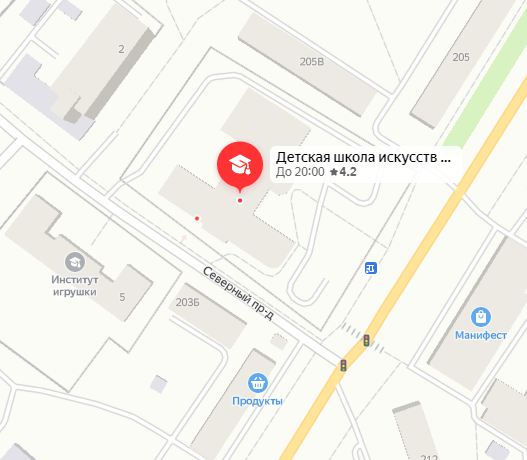 2
205В
205
Детская школа искусств ...
До 20:00 ★4.2
Институт
игрушки
5
203Б
Северный пр-д
Манифест
Продукты
212